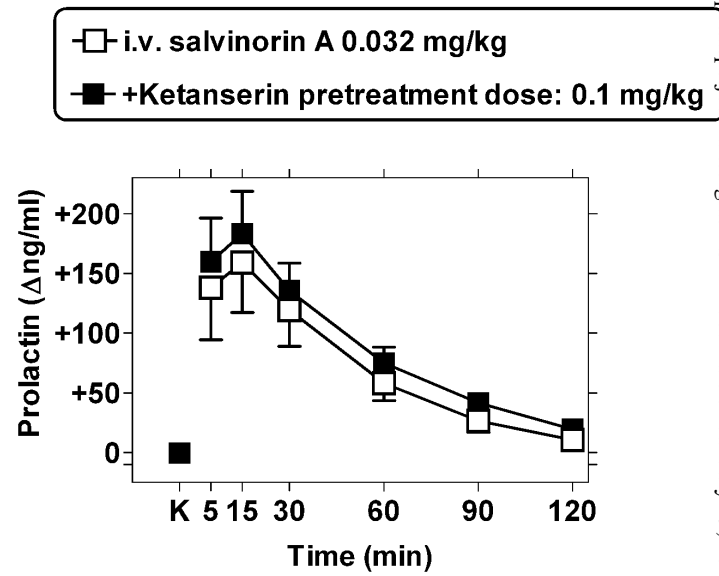 i.v. salvinorin A 0.032 mg/kg
+Ketanserin pretreatment dose: 0.1 mg/kg
Prolactin (Δng/ml)
+200
+150
+100
+50
0
K 5 15 30 60 90 120
Time (min)